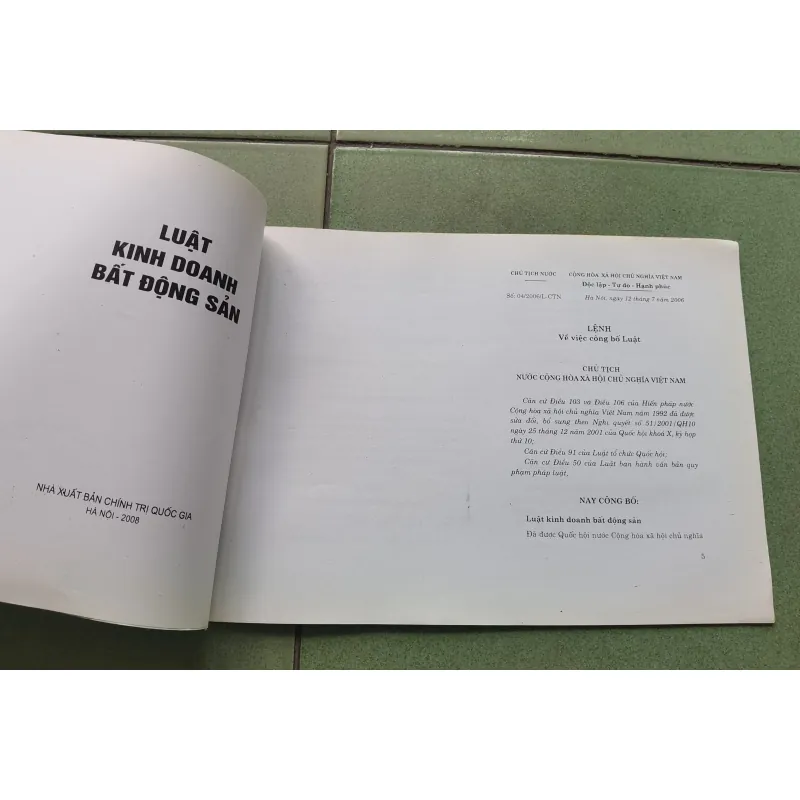 LUẬT
KINH DOANH
BẤT ĐỘNG SẢN
NHÀ XUẤT BẢN CHÍNH TRỊ QUỐC GIA
HÀ NỘI - 2008
CHỦ TỊCH NƯỚC
CỘNG HÒA XÃ HỘI CHỦ NGHĨA VIỆT NAM
Độc lập - Tự do - Hạnh phúc
Số: 04/2006/L-CTN
Hà Nội, ngày 12 tháng 7 năm 2006
LỆNH
Về việc công bố Luật
CHỦ TỊCH
NƯỚC CỘNG HÒA XÃ HỘI CHỦ NGHĨA VIỆT NAM
Căn cứ Điều 103 và Điều 106 của Hiến pháp nước
Cộng hòa xã hội chủ nghĩa Việt Nam năm 1992 đã được
sửa đổi, bổ sung theo Nghị quyết số 51/2001/QH10
ngày 25 tháng 12 năm 2001 của Quốc hội khoá X, kỳ họp
thứ 10;
Căn cứ Điều 91 của Luật tổ chức Quốc hội;
Căn cứ Điều 50 của Luật ban hành văn bản quy
phạm pháp luật,
NAY CÔNG BỐ:
Luật kinh doanh bất động sản
Đã được Quốc hội nước Cộng hòa xã hội chủ nghĩa
5